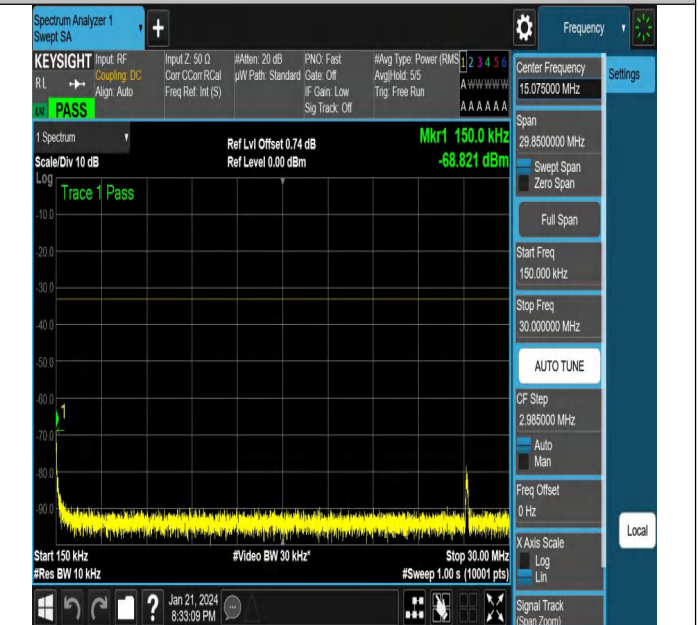 Spectrum Analyzer 1
Swept SA
+
Frequency
KEYSIGHT
RL
Input: RF
Coupling: DC
Align: Auto
Input Z: 50 Ω
Corr CCorr RCal
Freq Ref: Int (S)
#Atten: 20 dB
µW Path: Standard
PNO: Fast
Gate: Off
IF Gain: Low
Sig Track: Off
#Avg Type: Power (RMS
Avg|Hold: 5/5
Trig: Free Run
1 2 3 4 5 6
A W W W W W
A A A A A A
PASS
1 Spectrum
Scale/Div 10 dB
Ref Lvl Offset 0.74 dB
Ref Level 0.00 dBm
Mkr1 150.0 kHz
-68.821 dBm
Log
Trace 1 Pass
-10.0
-20.0
-30.0
-40.0
-50.0
-60.0
1
-70.0
-80.0
-90.0
Start 150 kHz
#Res BW 10 kHz
#Video BW 30 kHz*
Stop 30.00 MHz
#Sweep 1.00 s (10001 pts)
?
Jan 21, 2024
8:33:09 PM
Center Frequency
15.075000 MHz
Settings
Span
29.8500000 MHz
Swept Span
Zero Span
Full Span
Start Freq
150.000 kHz
Stop Freq
30.000000 MHz
AUTO TUNE
CF Step
2.985000 MHz
Auto
Man
Freq Offset
0 Hz
X Axis Scale
Log
Lin
Local
Signal Track
(Span Zoom)